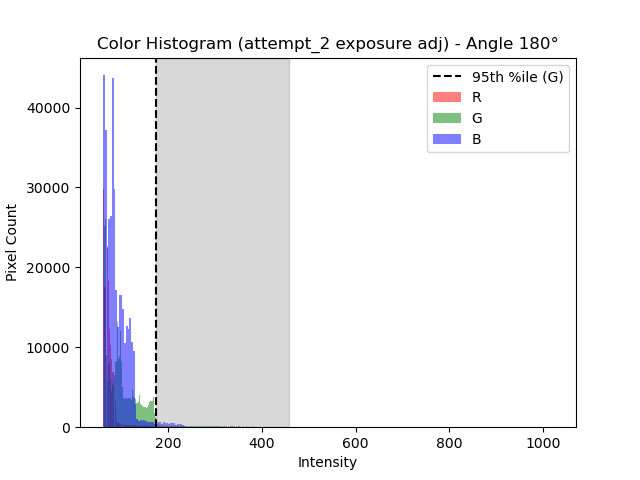 Color Histogram (attempt_2 exposure adj) - Angle 180°
95th %ile (G)
R
G
B
Pixel Count
40000
30000
20000
10000
0
200
400
600
800
1000
Intensity